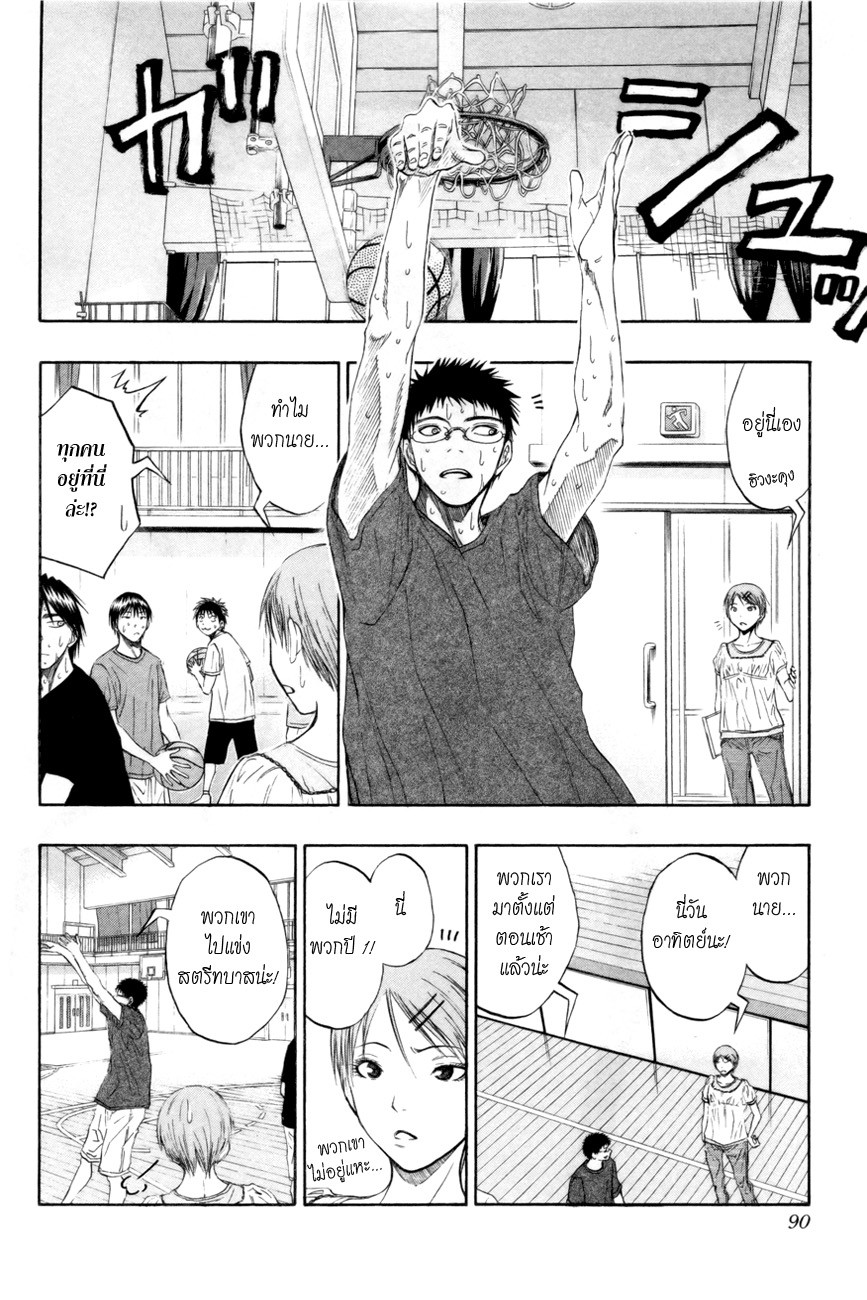 ガガシュッ
อยู่นี่เอง
ฮิวงะคุง
ทำไม
พวกนาย...
ทุกคน
อยู่ที่นี่
ล่ะ!?
พวก
นาย...
นี่วัน
อาทิตย์นะ!
พวกเรา
มาตั้งแต่
ตอนเช้า
แล้วน่ะ
นี่
ไม่มี
พวกปี 1!
พวกเขา
ไม่อยู่แหะ...
พวกเขา
ไปแข่ง
สตรีทบาสน่ะ!
90